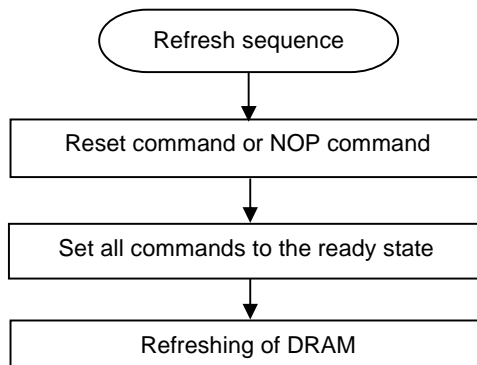 Refresh sequence
Reset command or NOP command
Set all commands to the ready state
Refreshing of DRAM